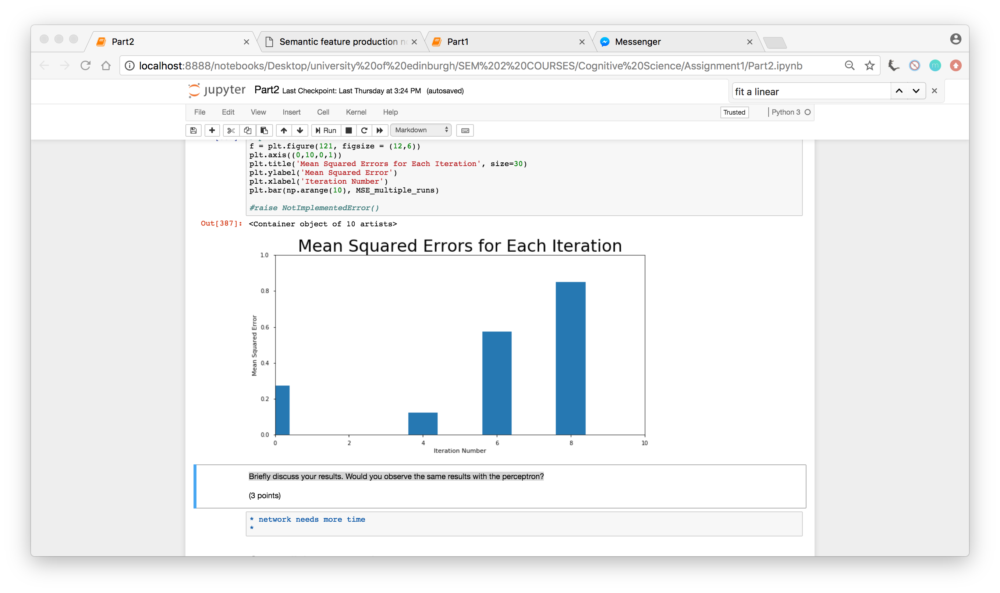 Part2
Semantic feature production
Part1
Messenger
localhost:8888/notebooks/Desktop/university%20of%20edinburgh/SEM%202%20COURSES/Cognitive%20Science/Assignment1/Part2.ipynb
m
jupyter Part2 Last Checkpoint: Last Thursday at 3:24 PM (autosaved)
fit a linear
File Edit View Insert Cell Kernel Help
Trusted
Python 3
Run
Markdown
f = plt.figure(121, figsize = (12,6))
plt.axis((0,10,0,1))
plt.title('Mean Squared Errors for Each Iteration', size=30)
plt.ylabel('Mean Squared Error')
plt.xlabel('Iteration Number')
plt.bar(np.arange(10), MSE_multiple_runs)
#raise NotImplementedError()
Out[387]: <Container object of 10 artists>
Mean Squared Errors for Each Iteration
1.0
0.8
0.6
0.4
0.2
0.0
Mean Squared Error
0 2 4 6 8 10
Iteration Number
Briefly discuss your results. Would you observe the same results with the perceptron?
(3 points)
* network needs more time
*